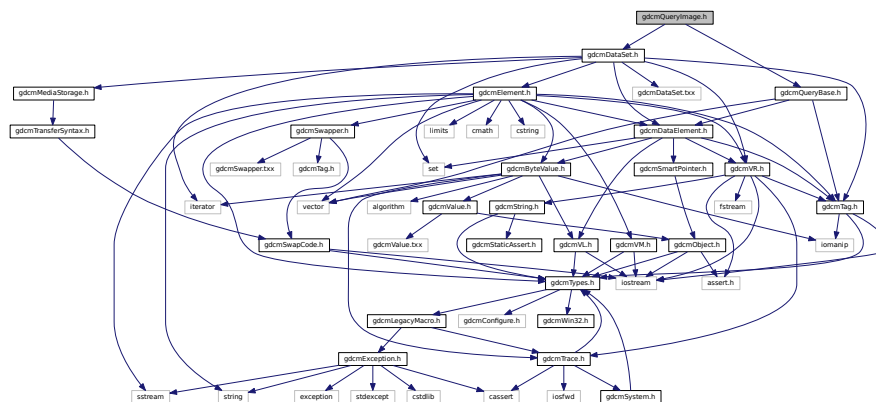 gdcmQueryImage.h
gdcmDataSet.h
gdcmMediaStorage.h
gdcmElement.h
gdcmDataSet.txx
gdcmQueryBase.h
gdcmTransferSyntax.h
gdcmSwapper.h
limits
cmath
cstring
gdcmDataElement.h
gdcmSwapper.txx
gdcmTag.h
set
gdcmByteValue.h
gdcmSmartPointer.h
gdcmVR.h
iterator
vector
algorithm
gdcmValue.h
gdcmString.h
fstream
gdcmTag.h
gdcmSwapCode.h
gdcmValue.txx
gdcmStaticAssert.h
gdcmVL.h
gdcmVM.h
gdcmObject.h
iomanip
gdcmTypes.h
iostream
assert.h
gdcmLegacyMacro.h
gdcmConfigure.h
gdcmWin32.h
gdcmException.h
gdcmTrace.h
sstream
string
exception
stdexcept
cstdlib
cassert
iosfwd
gdcmSystem.h